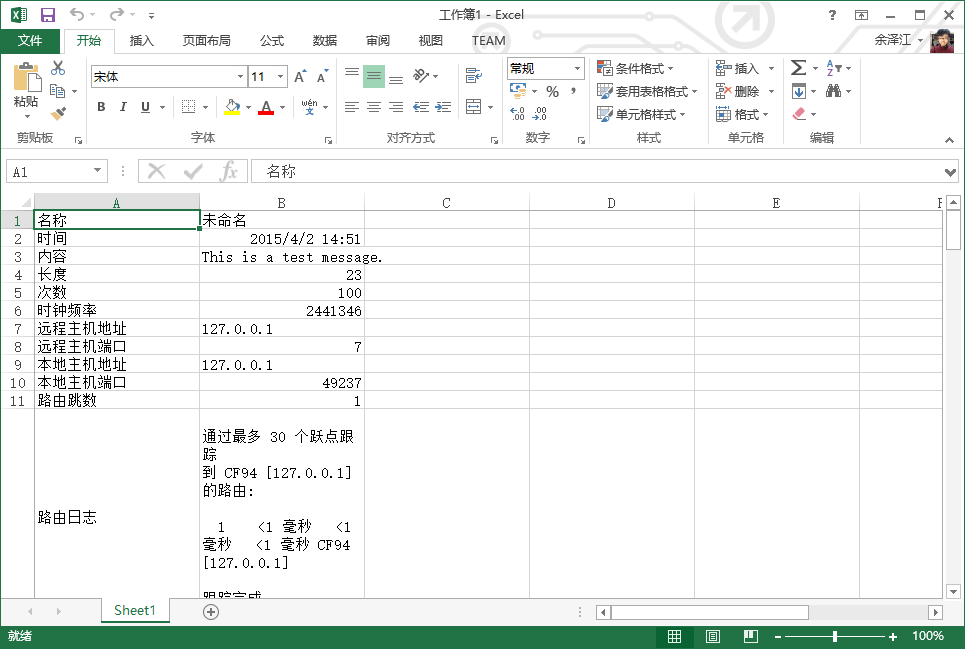 工作簿1 - Excel
?
文件 开始 插入 页面布局 公式 数据 审阅 视图 TEAM 余泽江
粘贴
剪贴板
宋体 11 A A
B I U A wén 文
字体
对齐方式
常规
% ,
.0 .00 .00 .0
数字
条件格式
套用表格格式
单元格样式
样式
插入
删除
格式
单元格
Σ A Z
编辑
A1 fx 名称
A B C D E F
1 名称 未命名
2 时间 2015/4/2 14:51
3 内容 This is a test message.
4 长度 23
5 次数 100
6 时钟频率 2441346
7 远程主机地址 127.0.0.1
8 远程主机端口 7
9 本地主机地址 127.0.0.1
10 本地主机端口 49237
11 路由跳数 1
路由日志
通过最多 30 个跃点跟
踪
到 CF94 [127.0.0.1]
的路由:
1 <1 毫秒 <1
毫秒 <1 毫秒 CF94
[127.0.0.1]
跟踪完成
Sheet1
就绪 100%